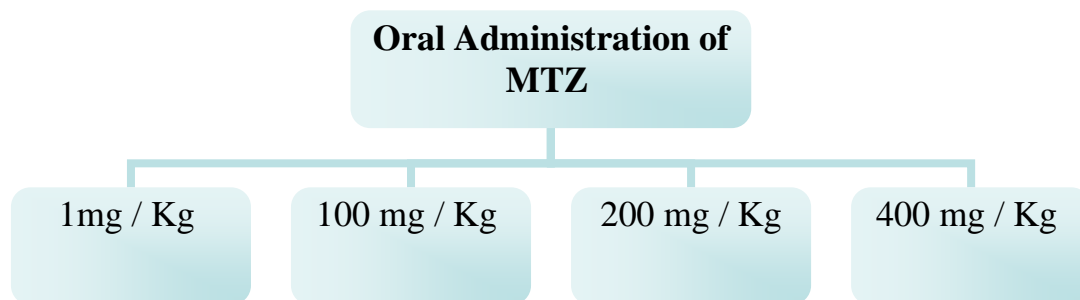 Oral Administration of
MTZ
1mg / Kg
100 mg / Kg
200 mg / Kg
400 mg / Kg